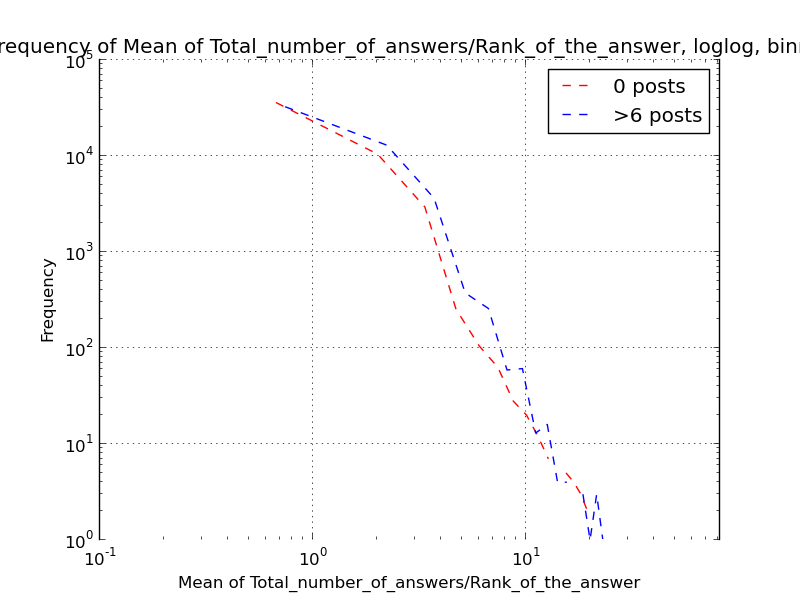 requency of Mean of Total_number_of_answers/Rank_of_the_answer, loglog, bin
0 posts
>6 posts
10^5
10^4
10^3
10^2
10^1
10^0
Frequency
10^-1
10^0
10^1
Mean of Total_number_of_answers/Rank_of_the_answer